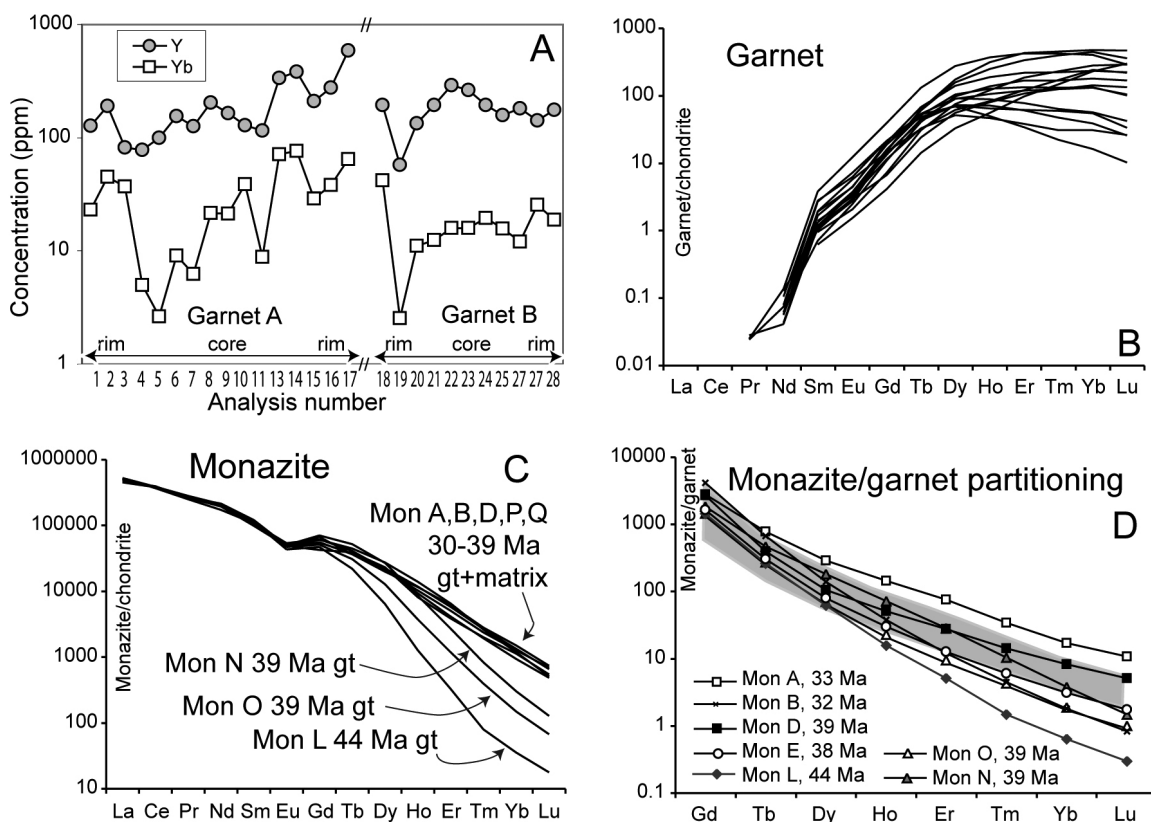 1000
100
10
1
Concentration (ppm)
Y
Yb
A
Garnet A
Garnet B
rim core rim rim core rim
1 2 3 4 5 6 7 8 9 10 11 13 14 15 16 17 18 19 20 21 22 23 24 25 27 27 28
Analysis number
1000
100
10
1
0.1
0.01
Garnet/chondrite
Garnet
B
La Ce Pr Nd Sm Eu Gd Tb Dy Ho Er Tm Yb Lu
1000000
100000
10000
1000
100
10
Monazite/chondrite
Monazite
C
Mon A,B,D,P,Q
30-39 Ma
gt+matrix
Mon N 39 Ma gt
Mon O 39 Ma gt
Mon L 44 Ma gt
La Ce Pr Nd Sm Eu Gd Tb Dy Ho Er Tm Yb Lu
10000
1000
100
10
1
0.1
Monazite/garnet
Monazite/garnet partitioning
D
Mon A, 33 Ma
Mon B, 32 Ma
Mon D, 39 Ma
Mon E, 38 Ma
Mon L, 44 Ma
Mon O, 39 Ma
Mon N, 39 Ma
Gd Tb Dy Ho Er Tm Yb Lu